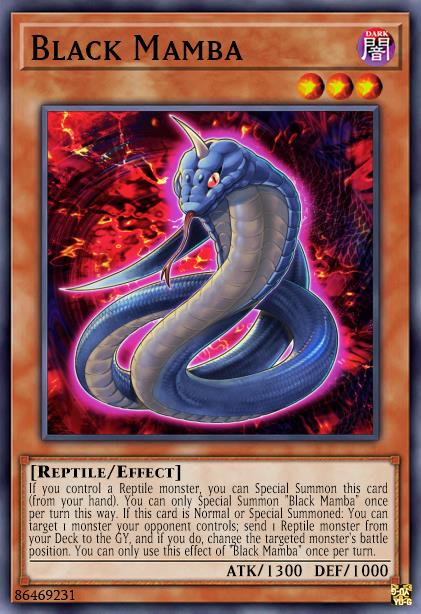 Black Mamba
DARK
闇
[Reptile/Effect]
If you control a Reptile monster, you can Special Summon this card
(from your hand). You can only Special Summon "Black Mamba" once
per turn this way. If this card is Normal or Special Summoned: You can
target 1 monster your opponent controls; send 1 Reptile monster from
your Deck to the GY, and if you do, change the targeted monster's battle
position. You can only use this effect of "Black Mamba" once per turn.
ATK/1300 DEF/1000
86469231